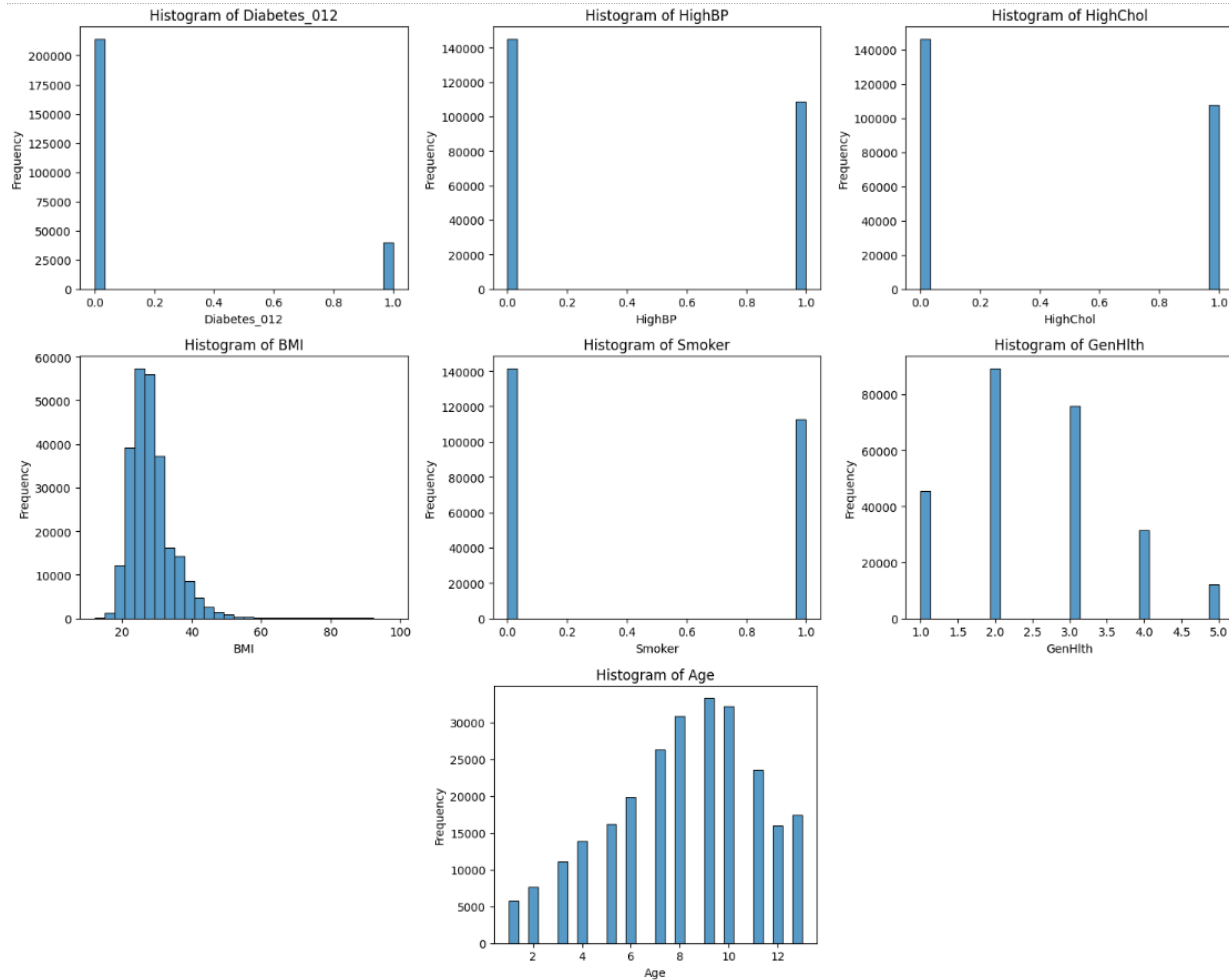 Histogram of Diabetes_012
200000
175000
150000
125000
100000
75000
50000
25000
0
Frequency
0.0 0.2 0.4 0.6 0.8 1.0
Diabetes_012
Histogram of HighBP
140000
120000
100000
80000
60000
40000
20000
0
Frequency
0.0 0.2 0.4 0.6 0.8 1.0
HighBP
Histogram of HighChol
140000
120000
100000
80000
60000
40000
20000
0
Frequency
0.0 0.2 0.4 0.6 0.8 1.0
HighChol
Histogram of BMI
60000
50000
40000
30000
20000
10000
0
Frequency
20 40 60 80 100
BMI
Histogram of Smoker
140000
120000
100000
80000
60000
40000
20000
0
Frequency
0.0 0.2 0.4 0.6 0.8 1.0
Smoker
Histogram of GenHlth
80000
60000
40000
20000
0
Frequency
1.0 1.5 2.0 2.5 3.0 3.5 4.0 4.5 5.0
GenHlth
Histogram of Age
30000
25000
20000
15000
10000
5000
0
Frequency
2 4 6 8 10 12
Age